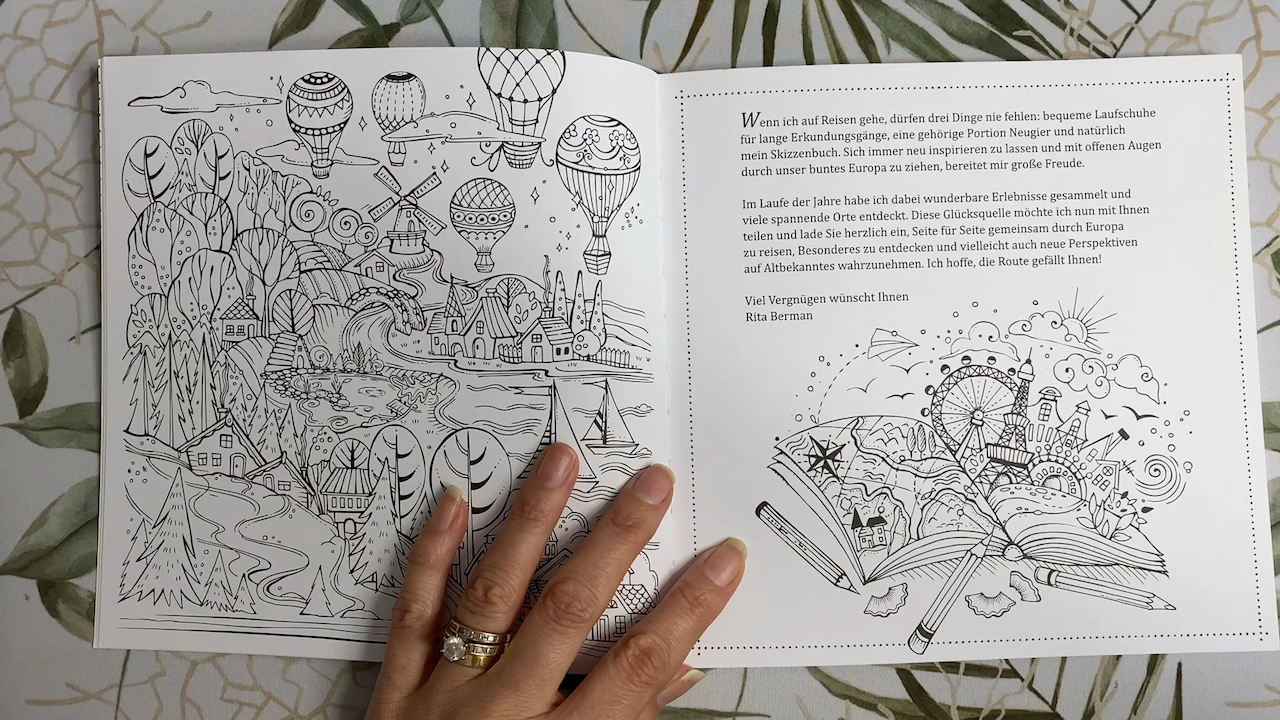 Wenn ich auf Reisen gehe, dürfen drei Dinge nie fehlen: bequeme Laufschuhe
für lange Erkundungsgänge, eine gehörige Portion Neugier und natürlich
mein Skizzenbuch. Sich immer neu inspirieren zu lassen und mit offenen Augen
durch unser buntes Europa zu ziehen, bereitet mir große Freude.
Im Laufe der Jahre habe ich dabei wunderbare Erlebnisse gesammelt und
viele spannende Orte entdeckt. Diese Glücksquelle möchte ich nun mit Ihnen
teilen und lade Sie herzlich ein, Seite für Seite gemeinsam durch Europa
zu reisen, Besonderes zu entdecken und vielleicht auch neue Perspektiven
auf Altbekanntes wahrzunehmen. Ich hoffe, die Route gefällt Ihnen!
Viel Vergnügen wünscht Ihnen
Rita Berman